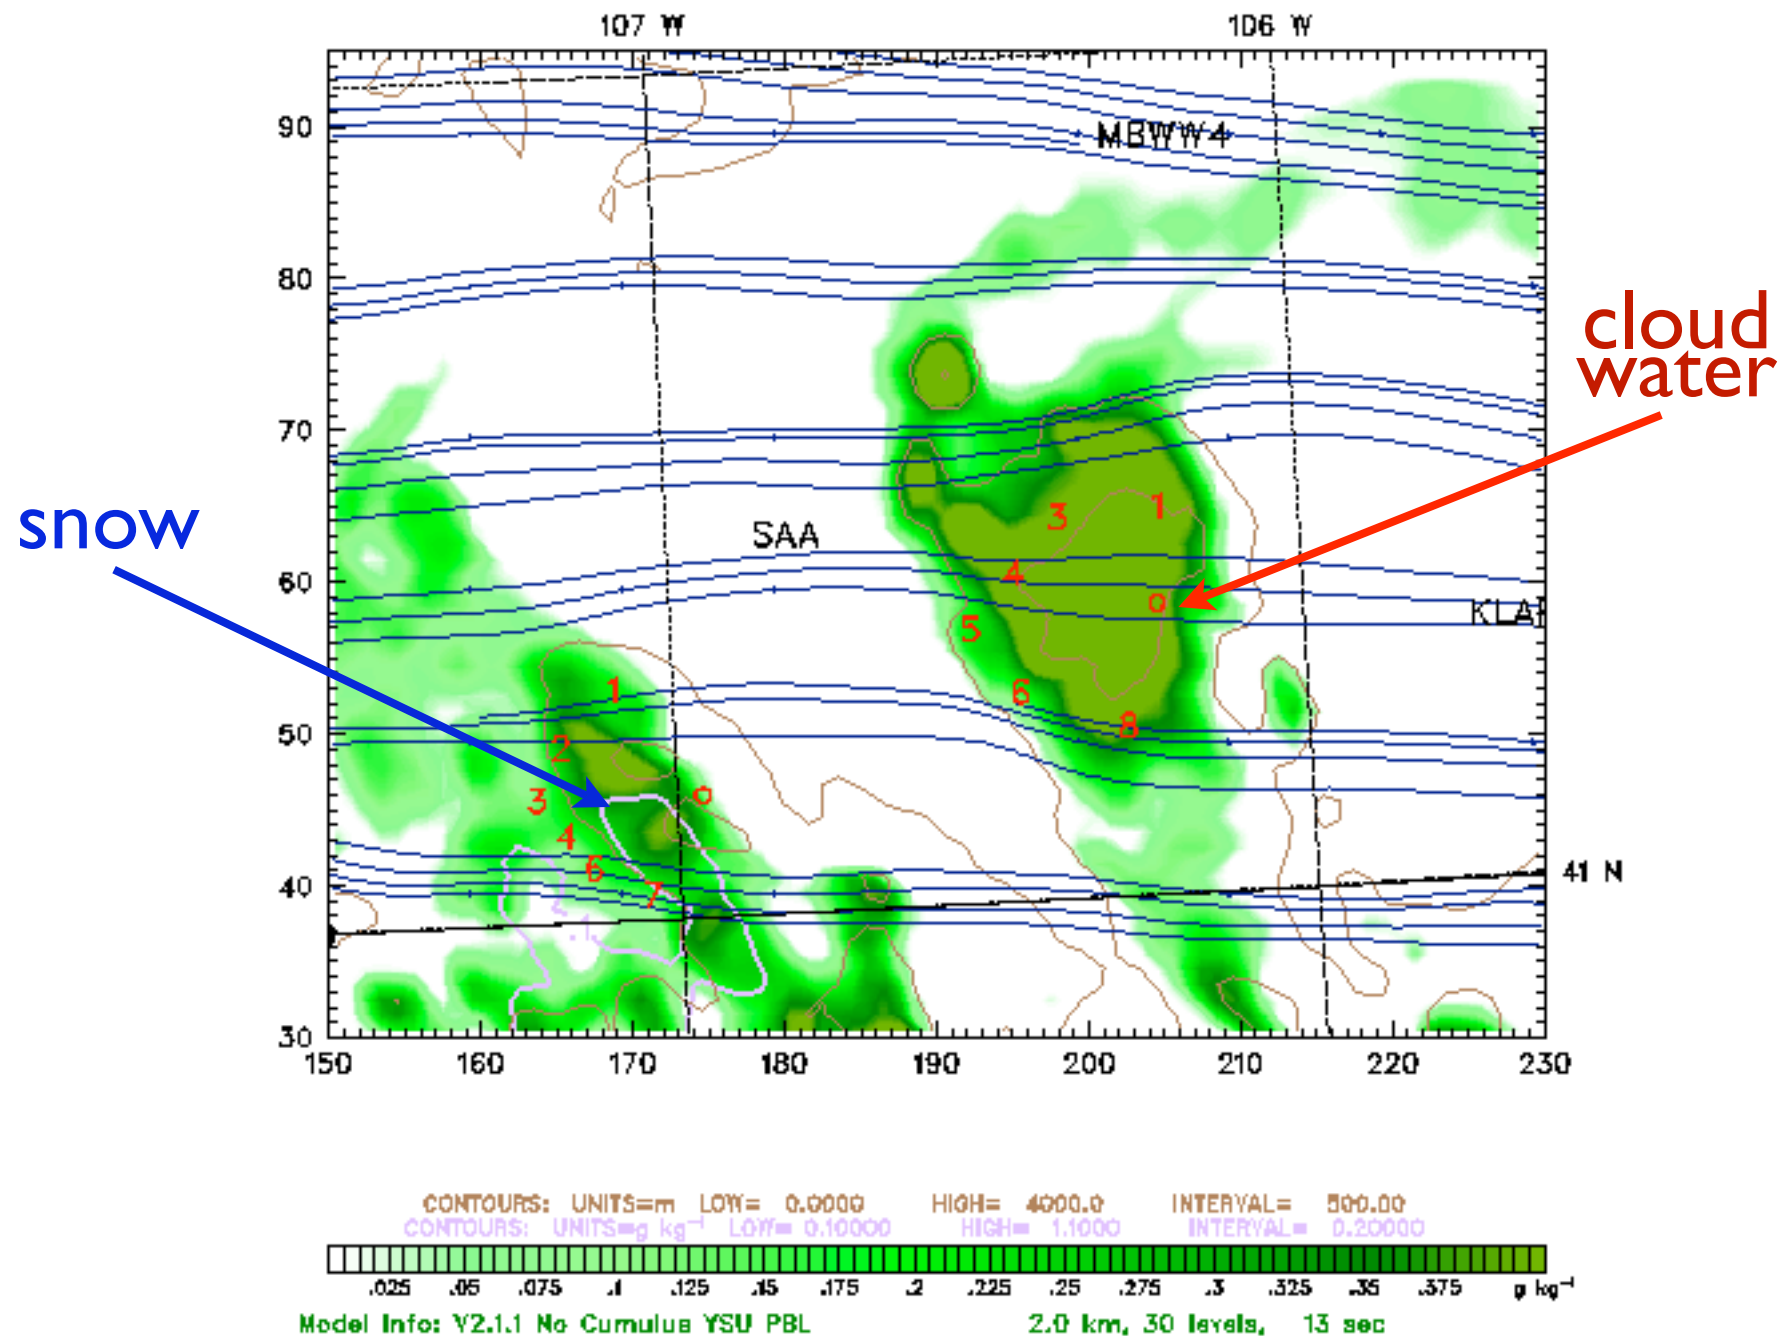 107 W 106 W
90 MBWW4
80
cloud
water
70
3 1
snow SAA
60 4 0 KLAF
5
1 6
50 8
2
3 0
4
6 41 N
40 7
.1
30
150 160 170 180 190 200 210 220 230
CONTOURS: UNITS=m LOW= 0.0000 HIGH= 4000.0 INTERVAL= 500.00
CONTOURS: UNITS=g kg⁻¹ LOW= 0.10000 HIGH= 1.1000 INTERVAL= 0.20000
.025 .05 .075 .1 .125 .15 .175 .2 .225 .25 .275 .3 .325 .35 .375 g kg⁻¹
Model Info: V2.1.1 No Cumulus YSU PBL 2.0 km, 30 levels, 13 sec